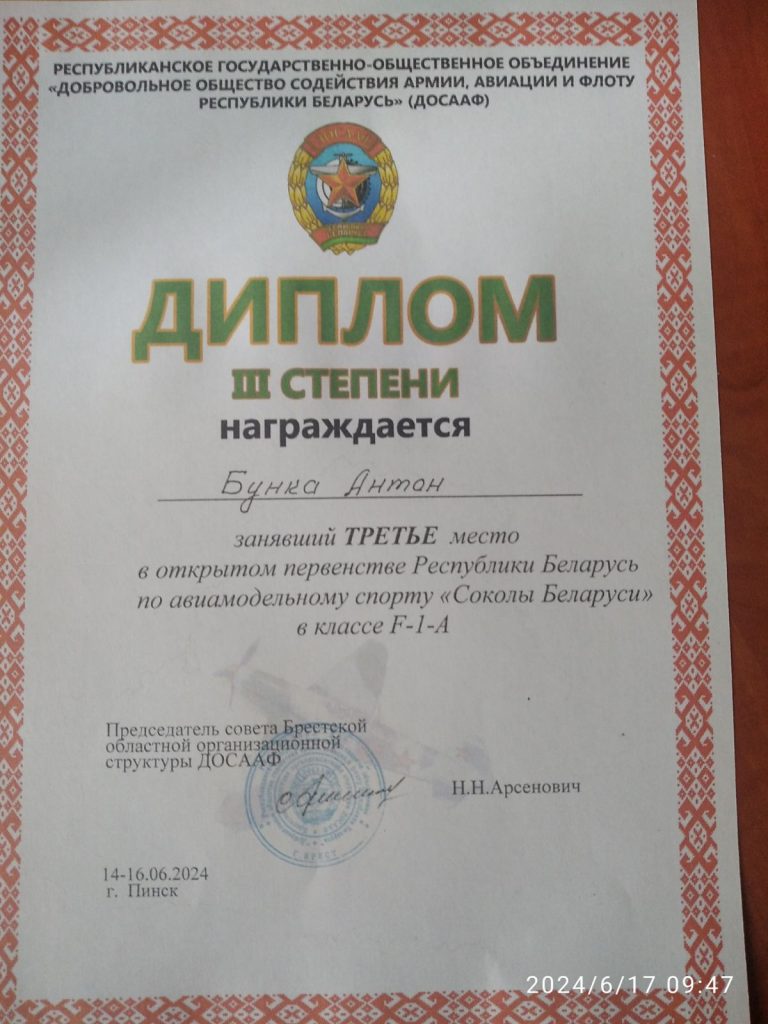 РЕСПУБЛИКАНСКОЕ ГОСУДАРСТВЕННО-ОБЩЕСТВЕННОЕ ОБЪЕДИНЕНИЕ
«ДОБРОВОЛЬНОЕ ОБЩЕСТВО СОДЕЙСТВИЯ АРМИИ, АВИАЦИИ И ФЛОТУ
РЕСПУБЛИКИ БЕЛАРУСЬ» (ДОСААФ)
ДИПЛОМ
III СТЕПЕНИ
награждается
Бунка Антон
занявший ТРЕТЬЕ место
в открытом первенстве Республики Беларусь
по авиамодельному спорту «Соколы Беларуси»
в классе F-1-A
Председатель совета Брестской
областной организационной
структуры ДОСААФ
Н.Н.Арсенович
г. Брест
14-16.06.2024
г. Пинск
2024/6/17 09:47